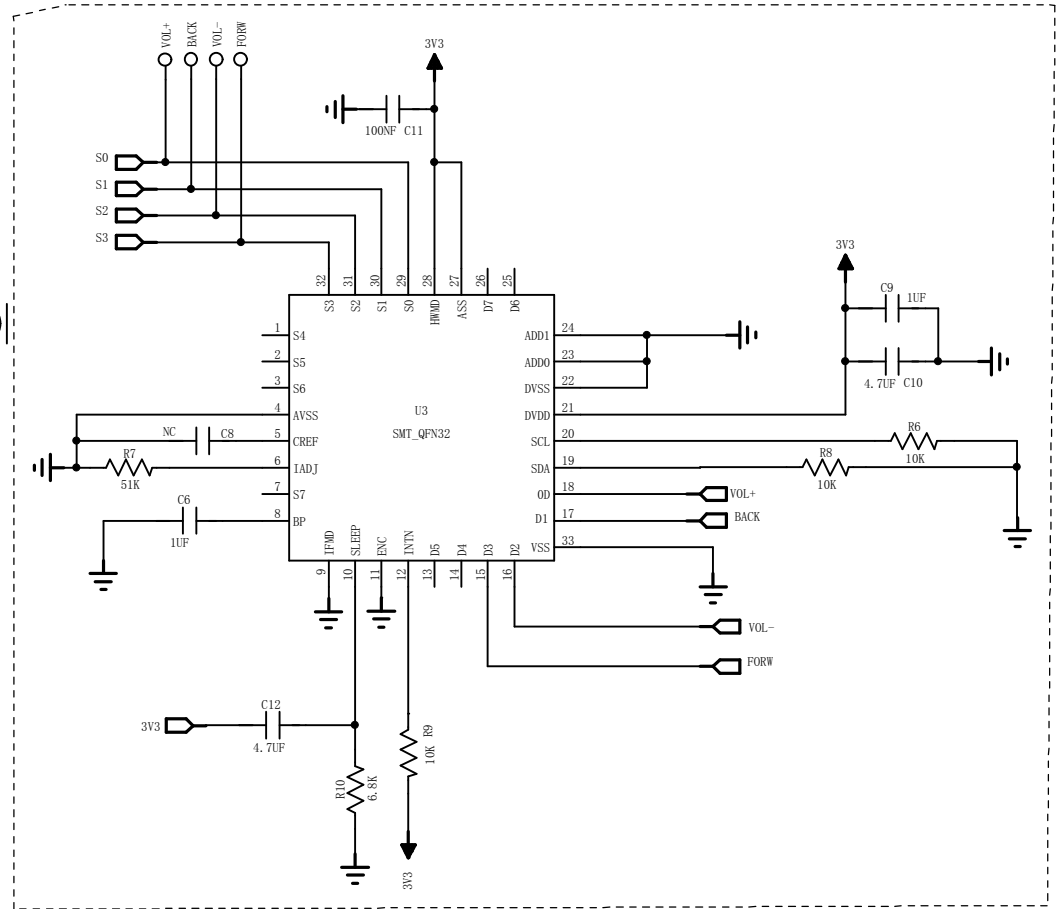 VOL+
BACK
VOL-
FORW
3V3
100NF C11
S0
S1
S2
S3
32
31
30
29
28
27
26
25
S3
S2
S1
S0
HWMD
ASS
D7
D6
3V3
C9
1UF
4.7UF C10
1 S4
2 S5
3 S6
4 AVSS
5 CREF
6 IADJ
7 S7
8 BP
U3
SMT_QFN32
ADD1 24
ADD0 23
DVSS 22
DVDD 21
SCL 20
SDA 19
OD 18
D1 17
VSS 33
NC C8
R7
51K
C6
1UF
R6
10K
R8
10K
VOL+
BACK
IFMD
SLEEP
ENC
INTN
D5
D4
D3
D2
9
10
11
12
13
14
15
16
VOL-
FORW
3V3
C12
4.7UF
R10
6.8K
10K R9
3V3